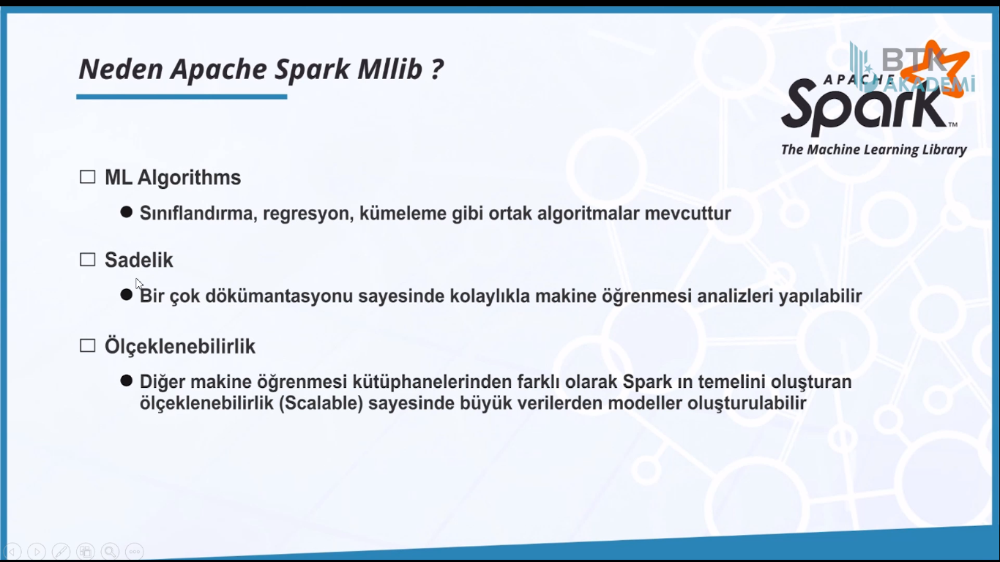 Neden Apache Spark Mllib ?
BTK
AKADEMİ
APACHE
Spark™
The Machine Learning Library
ML Algorithms
Sınıflandırma, regresyon, kümeleme gibi ortak algoritmalar mevcuttur
Sadelik
Bir çok dökümantasyonu sayesinde kolaylıkla makine öğrenmesi analizleri yapılabilir
Ölçeklenebilirlik
Diğer makine öğrenmesi kütüphanelerinden farklı olarak Spark ın temelini oluşturan
ölçeklenebilirlik (Scalable) sayesinde büyük verilerden modeller oluşturulabilir